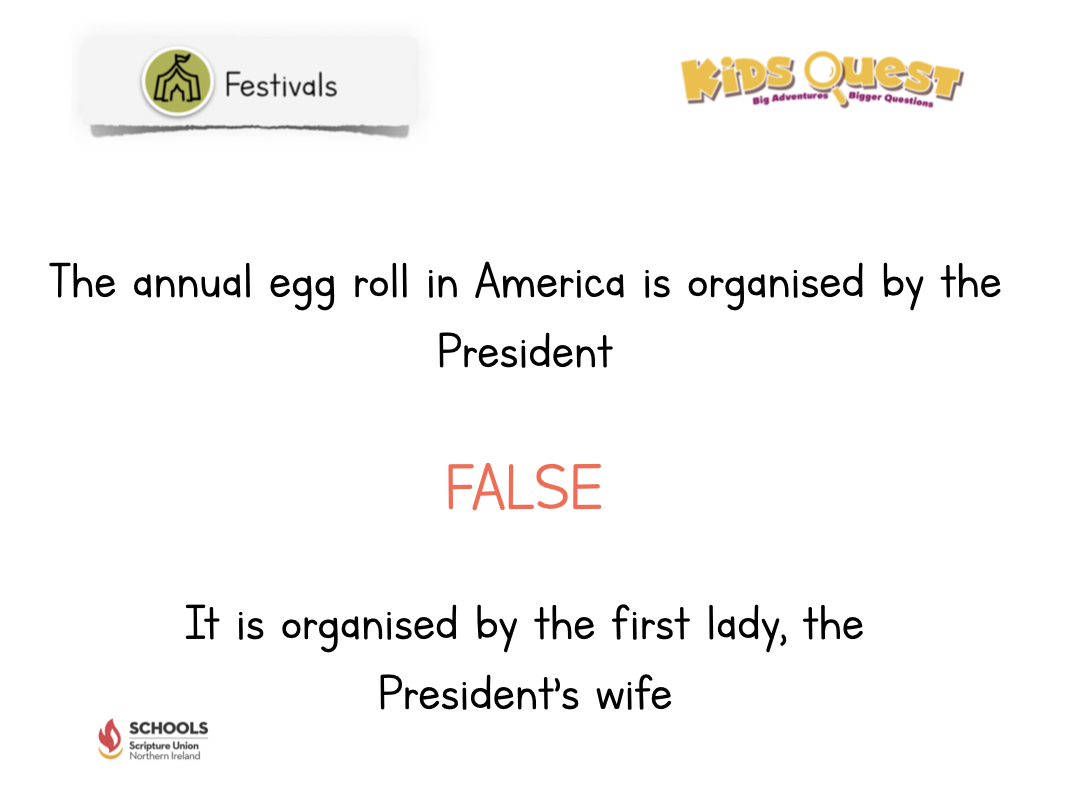 Festivals
KiDS QUEST
Big Adventures Bigger Questions
The annual egg roll in America is organised by the
President
FALSE
It is organised by the first lady, the
President's wife
SCHOOLS
Scripture Union
Northern Ireland